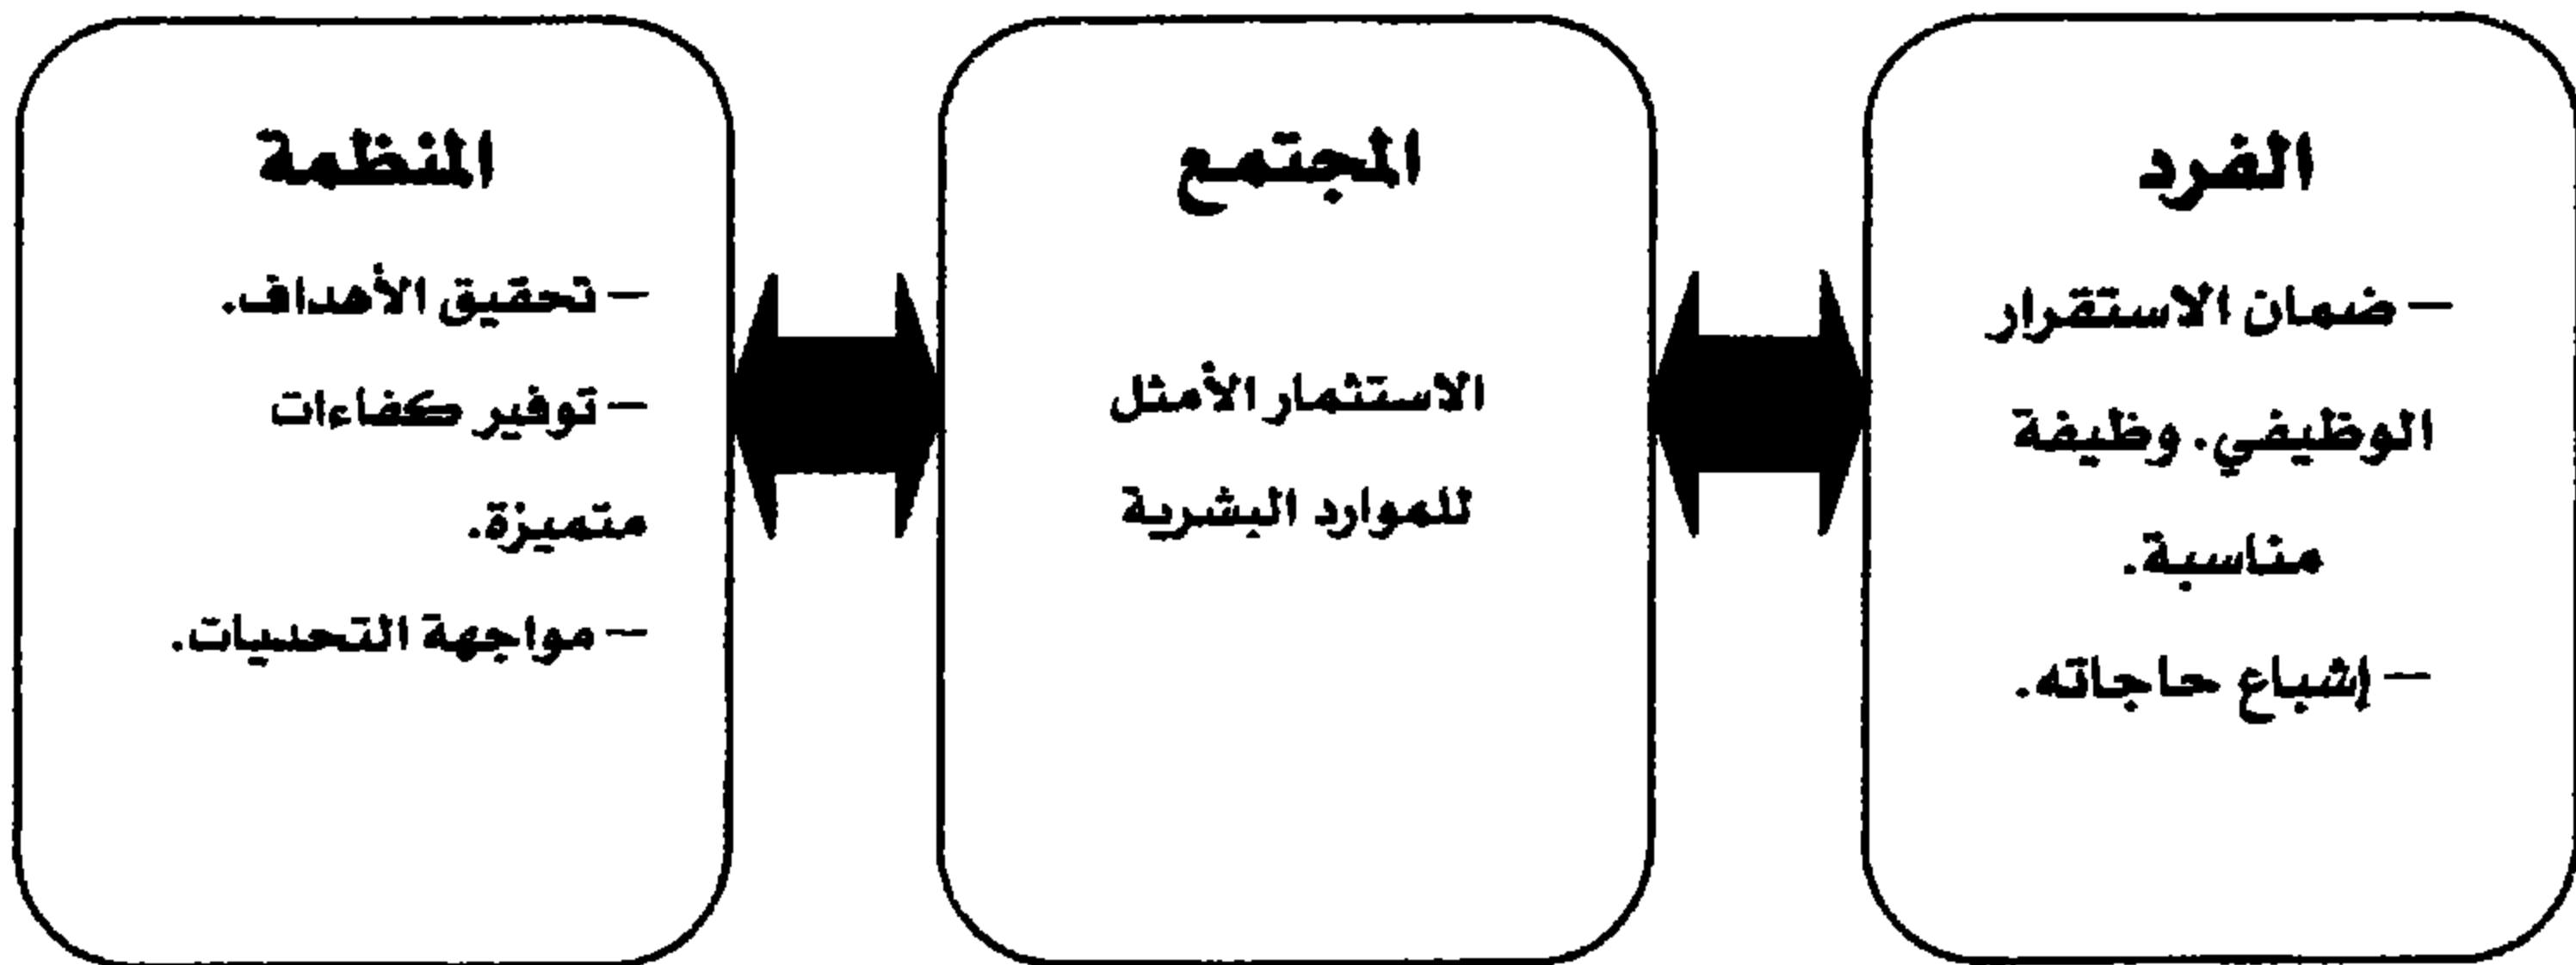 الفرد
– ضمان الاستقرار
الوظيفي. وظيفة
مناسبة.
– إشباع حاجاته.
المجتمع
الاستثمار الأمثل
للموارد البشرية
المنظمة
– تحقيق الأهداف.
– توفير كفاءات
متميزة.
– مواجهة التحديات.